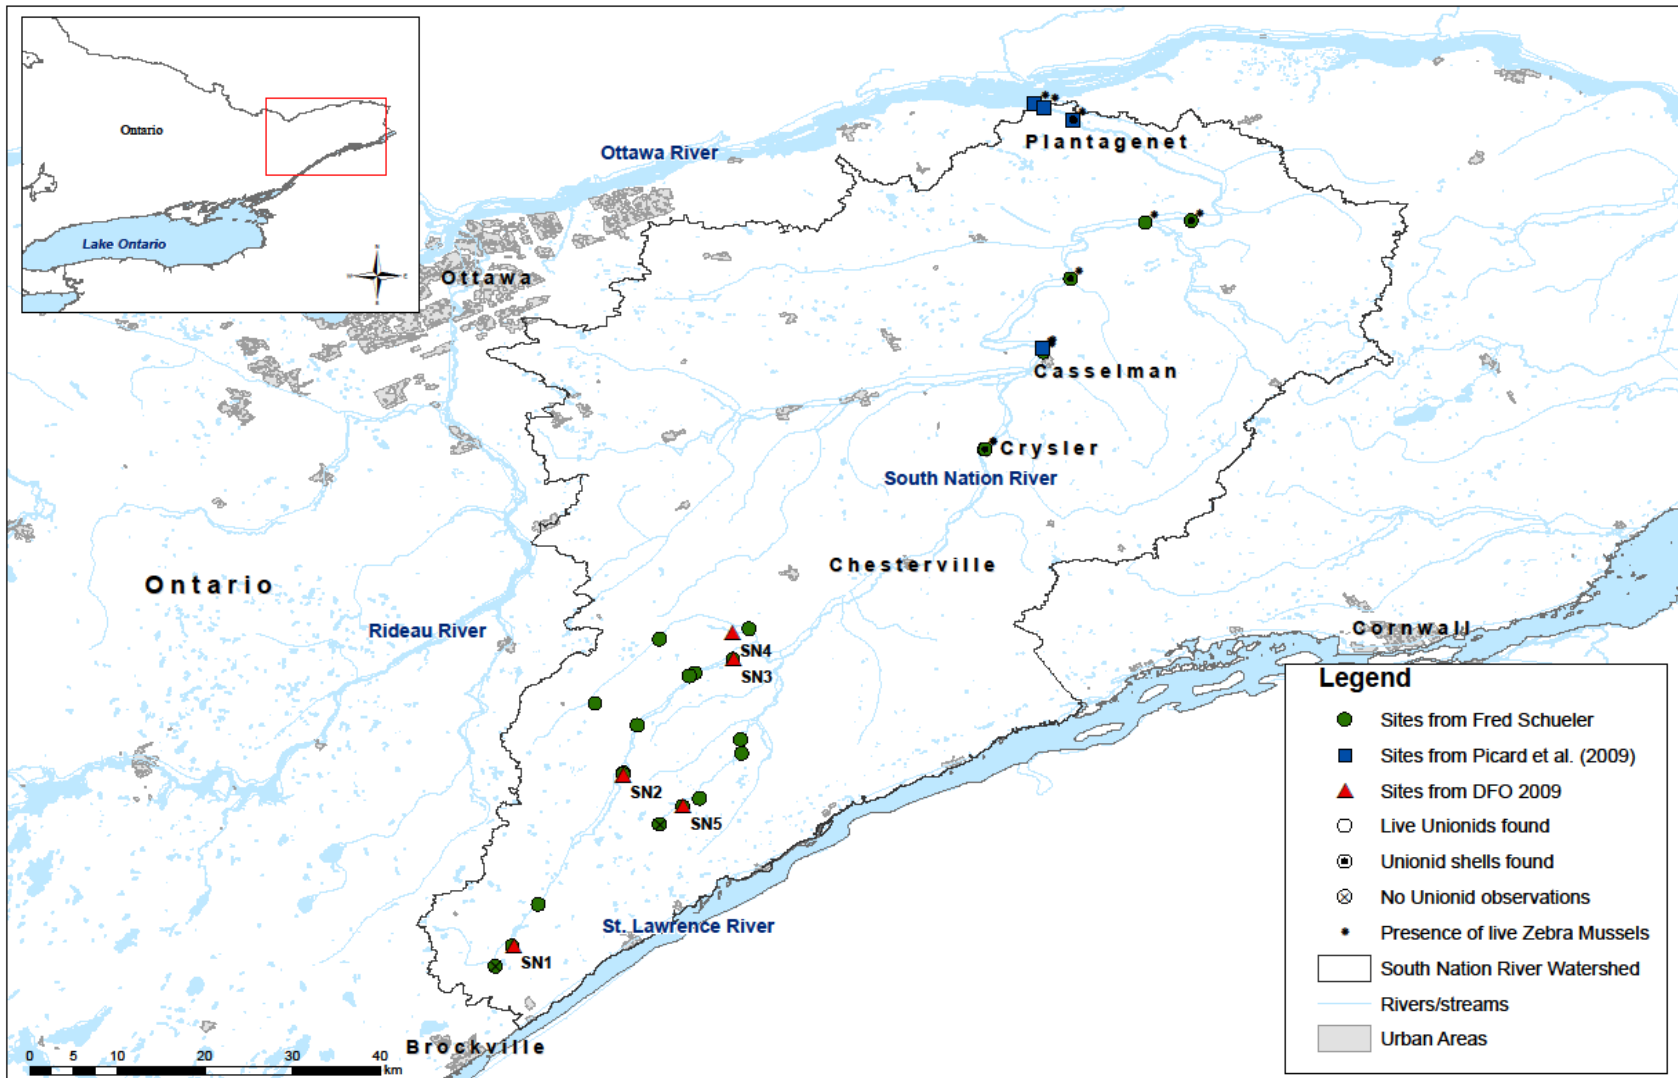 Ontario
Lake Ontario
N
Ottawa River
Plantagenet
Ottawa
Casselman
Crysler
South Nation River
Chesterville
Ontario
Rideau River
Cornwall
SN4
SN3
SN2
SN5
St. Lawrence River
SN1
Brockville
0 5 10 20 30 40
km
Legend
Sites from Fred Schueler
Sites from Picard et al. (2009)
Sites from DFO 2009
Live Unionids found
Unionid shells found
No Unionid observations
Presence of live Zebra Mussels
South Nation River Watershed
Rivers/streams
Urban Areas